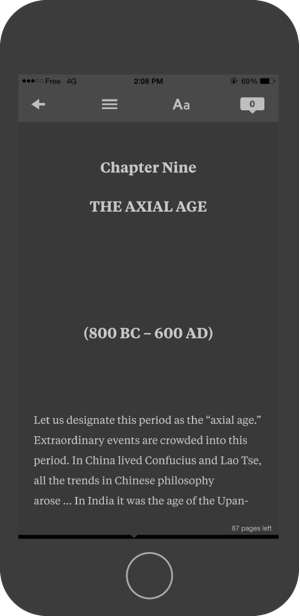 Free 4G 2:08 PM 69%
Aa 0
Chapter Nine
THE AXIAL AGE
(800 BC – 600 AD)
Let us designate this period as the “axial age.”
Extraordinary events are crowded into this
period. In China lived Confucius and Lao Tse,
all the trends in Chinese philosophy
arose ... In India it was the age of the Upan-
87 pages left